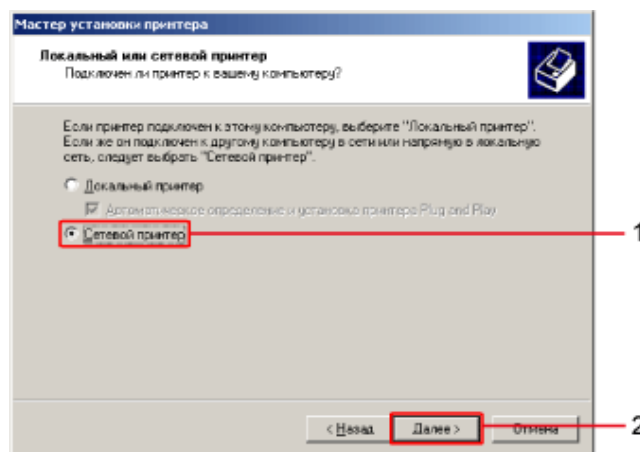 Мастер установки принтера
Локальный или сетевой принтер
Подключен ли принтер к вашему компьютеру?
Если принтер подключен к этому компьютеру, выберите "Локальный принтер".
Если же он подключен к другому компьютеру в сети или напрямую в локальную
сеть, следует выбрать "Сетевой принтер".
Локальный принтер
Автоматическое определение и установка принтера Plug and Play
Сетевой принтер
1
< Назад
Далее >
Отмена
2